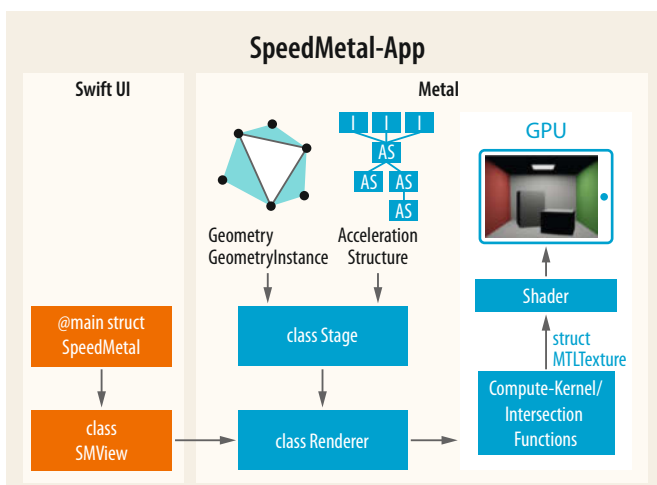 SpeedMetal-App
Swift UI
@main struct
SpeedMetal
class
SMView
Metal
I
I
I
AS
AS
AS
AS
Geometry
GeometryInstance
Acceleration
Structure
class Stage
class Renderer
GPU
Shader
struct
MTLTexture
Compute-Kernel/
Intersection
Functions